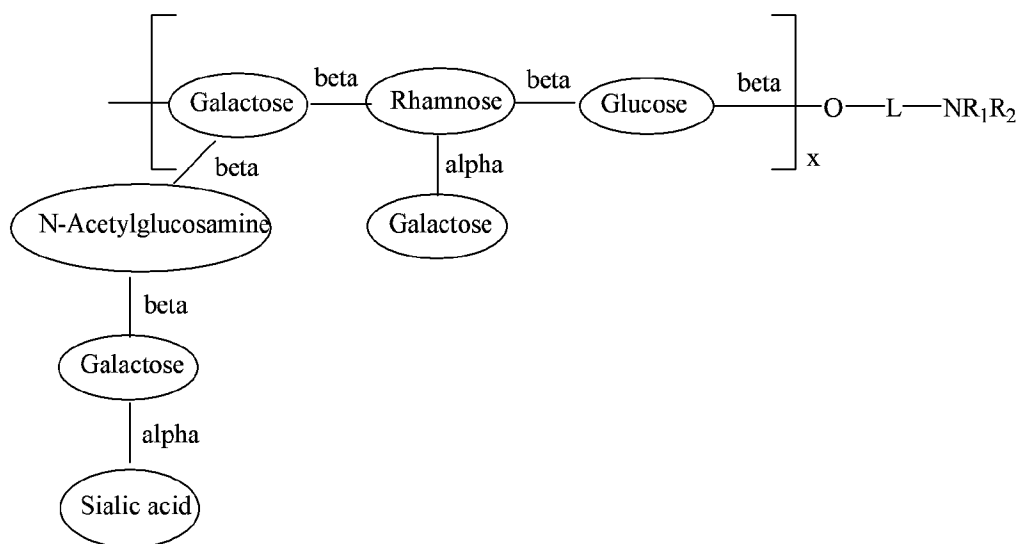 beta beta beta
Galactose Rhamnose Glucose O L NR₁R₂
x
beta alpha
N-Acetylglucosamine Galactose
beta
Galactose
alpha
Sialic acid